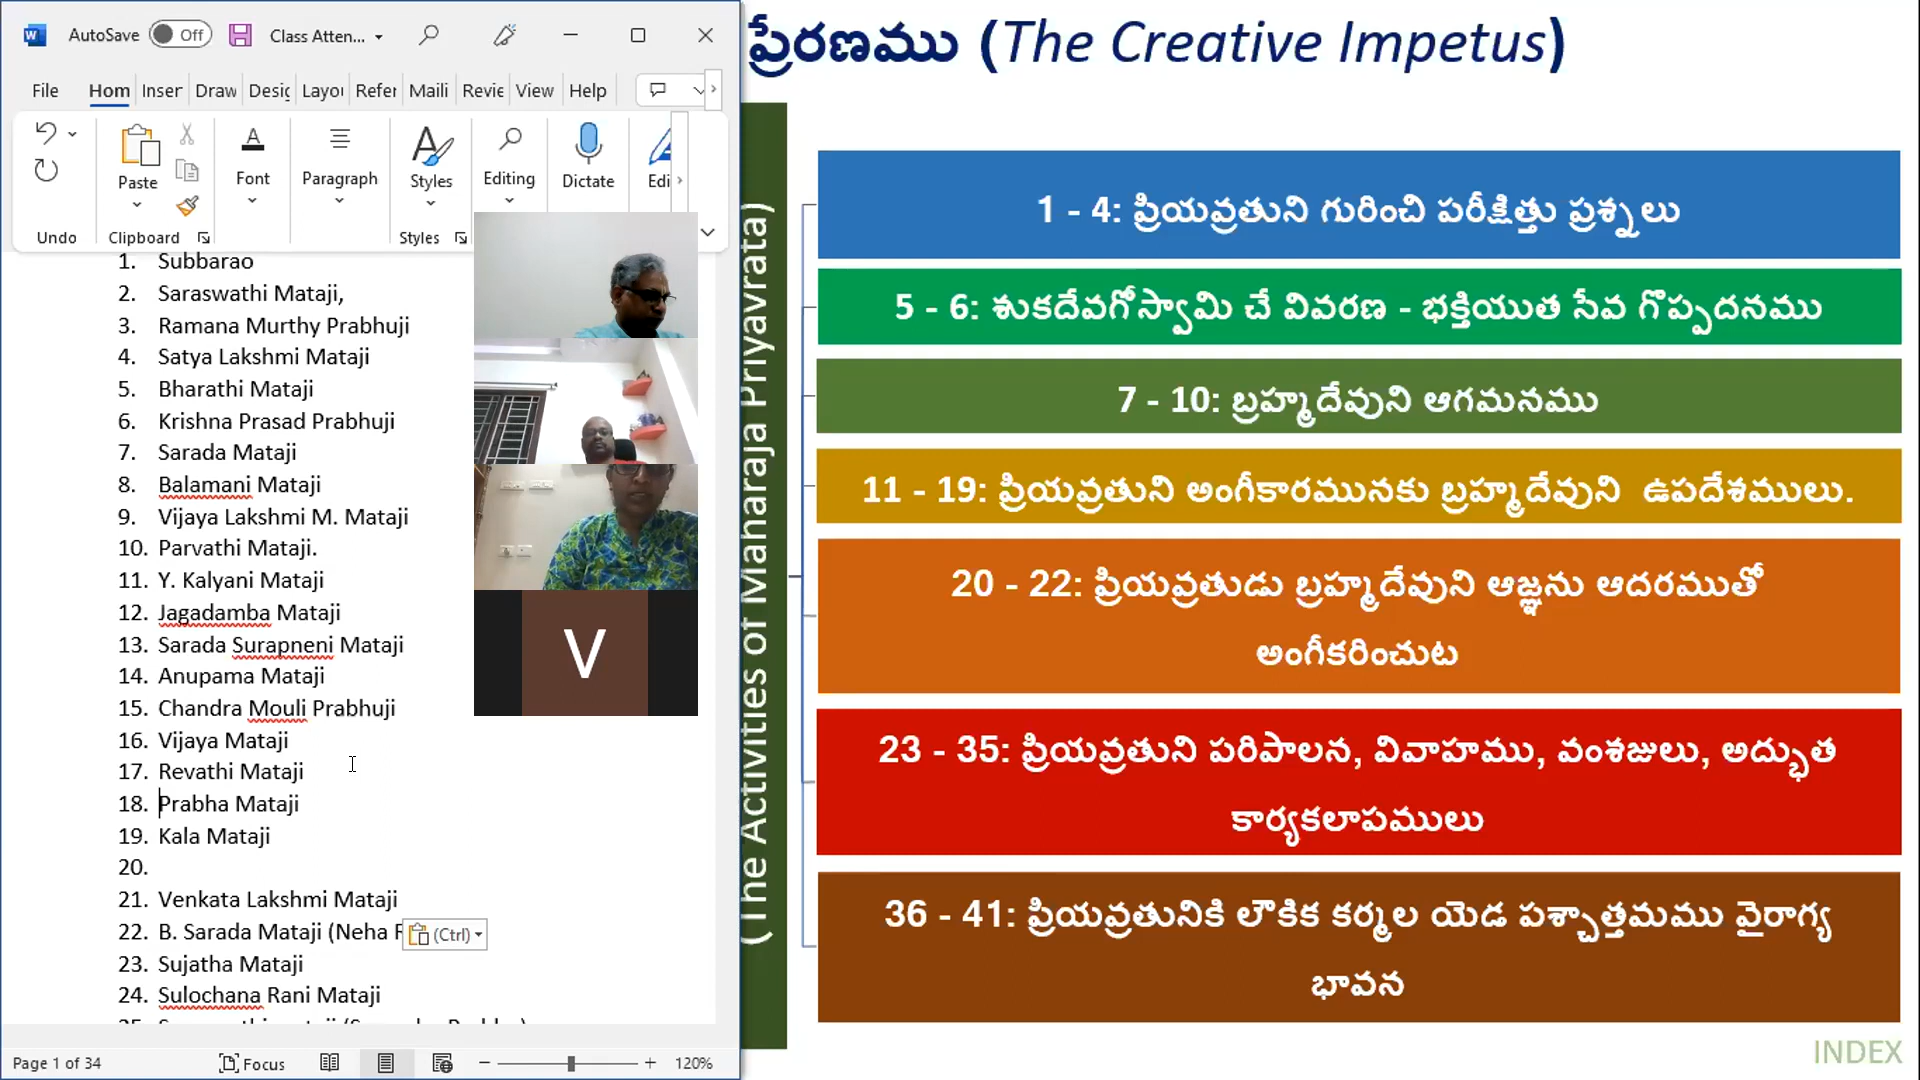 AutoSave Off Class Atten...
File Hom Inser Draw Desig Layou Refer Maili Revie View Help
Paste Font Paragraph Styles Editing Dictate Edi
Undo Clipboard Styles
1. Subbarao
2. Saraswathi Mataji,
3. Ramana Murthy Prabhuji
4. Satya Lakshmi Mataji
5. Bharathi Mataji
6. Krishna Prasad Prabhuji
7. Sarada Mataji
8. Balamani Mataji
9. Vijaya Lakshmi M. Mataji
10. Parvathi Mataji.
11. Y. Kalyani Mataji
12. Jagadamba Mataji
13. Sarada Surapneni Mataji
14. Anupama Mataji
15. Chandra Mouli Prabhuji
16. Vijaya Mataji
17. Revathi Mataji
18. Prabha Mataji
19. Kala Mataji
20.
21. Venkata Lakshmi Mataji
22. B. Sarada Mataji (Neha
(Ctrl)
23. Sujatha Mataji
24. Sulochana Rani Mataji
Page 1 of 34 Focus 120%
V
ప్రేరణము (The Creative Impetus)
(The Activities of Maharaja Priyavrata)
1 - 4: ప్రియవ్రతుని గురించి పరీక్షిత్తు ప్రశ్నలు
5 - 6: శుకదేవగోస్వామి చే వివరణ - భక్తియుత సేవ గొప్పదనము
7 - 10: బ్రహ్మదేవుని ఆగమనము
11 - 19: ప్రియవ్రతుని అంగీకారమునకు బ్రహ్మదేవుని ఉపదేశములు.
20 - 22: ప్రియవ్రతుడు బ్రహ్మదేవుని ఆజ్ఞను ఆదరముతో
అంగీకరించుట
23 - 35: ప్రియవ్రతుని పరిపాలన, వివాహము, వంశజులు, అద్భుత
కార్యకలాపములు
36 - 41: ప్రియవ్రతునికి లౌకిక కర్మల యెడ పశ్చాత్తమము వైరాగ్య
భావన
INDEX